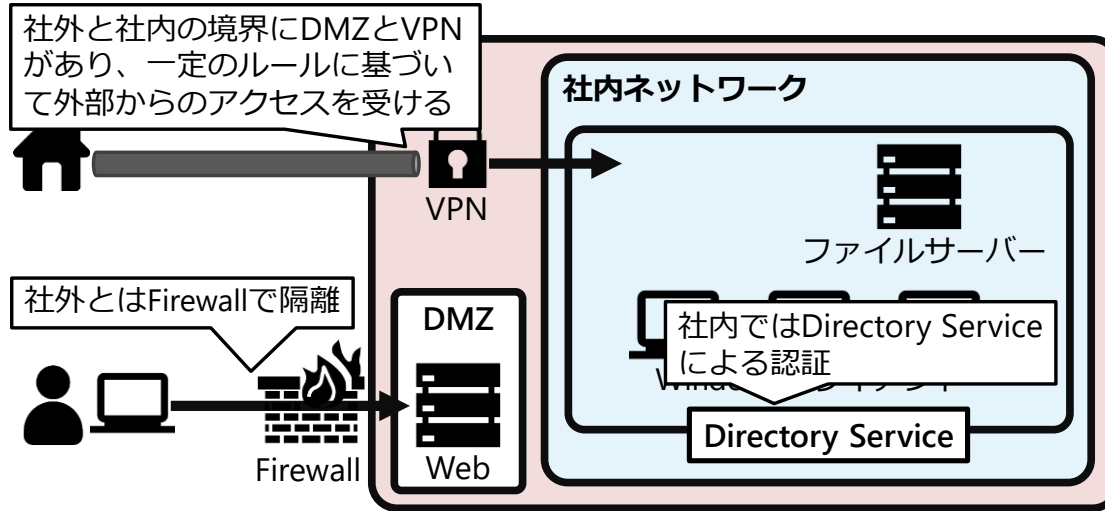 社外と社内の境界にDMZとVPN
があり、一定のルールに基づい
て外部からのアクセスを受ける
社内ネットワーク
VPN
ファイルサーバー
社外とはFirewallで隔離
DMZ
社内ではDirectory Service
による認証
Directory Service
Firewall
Web